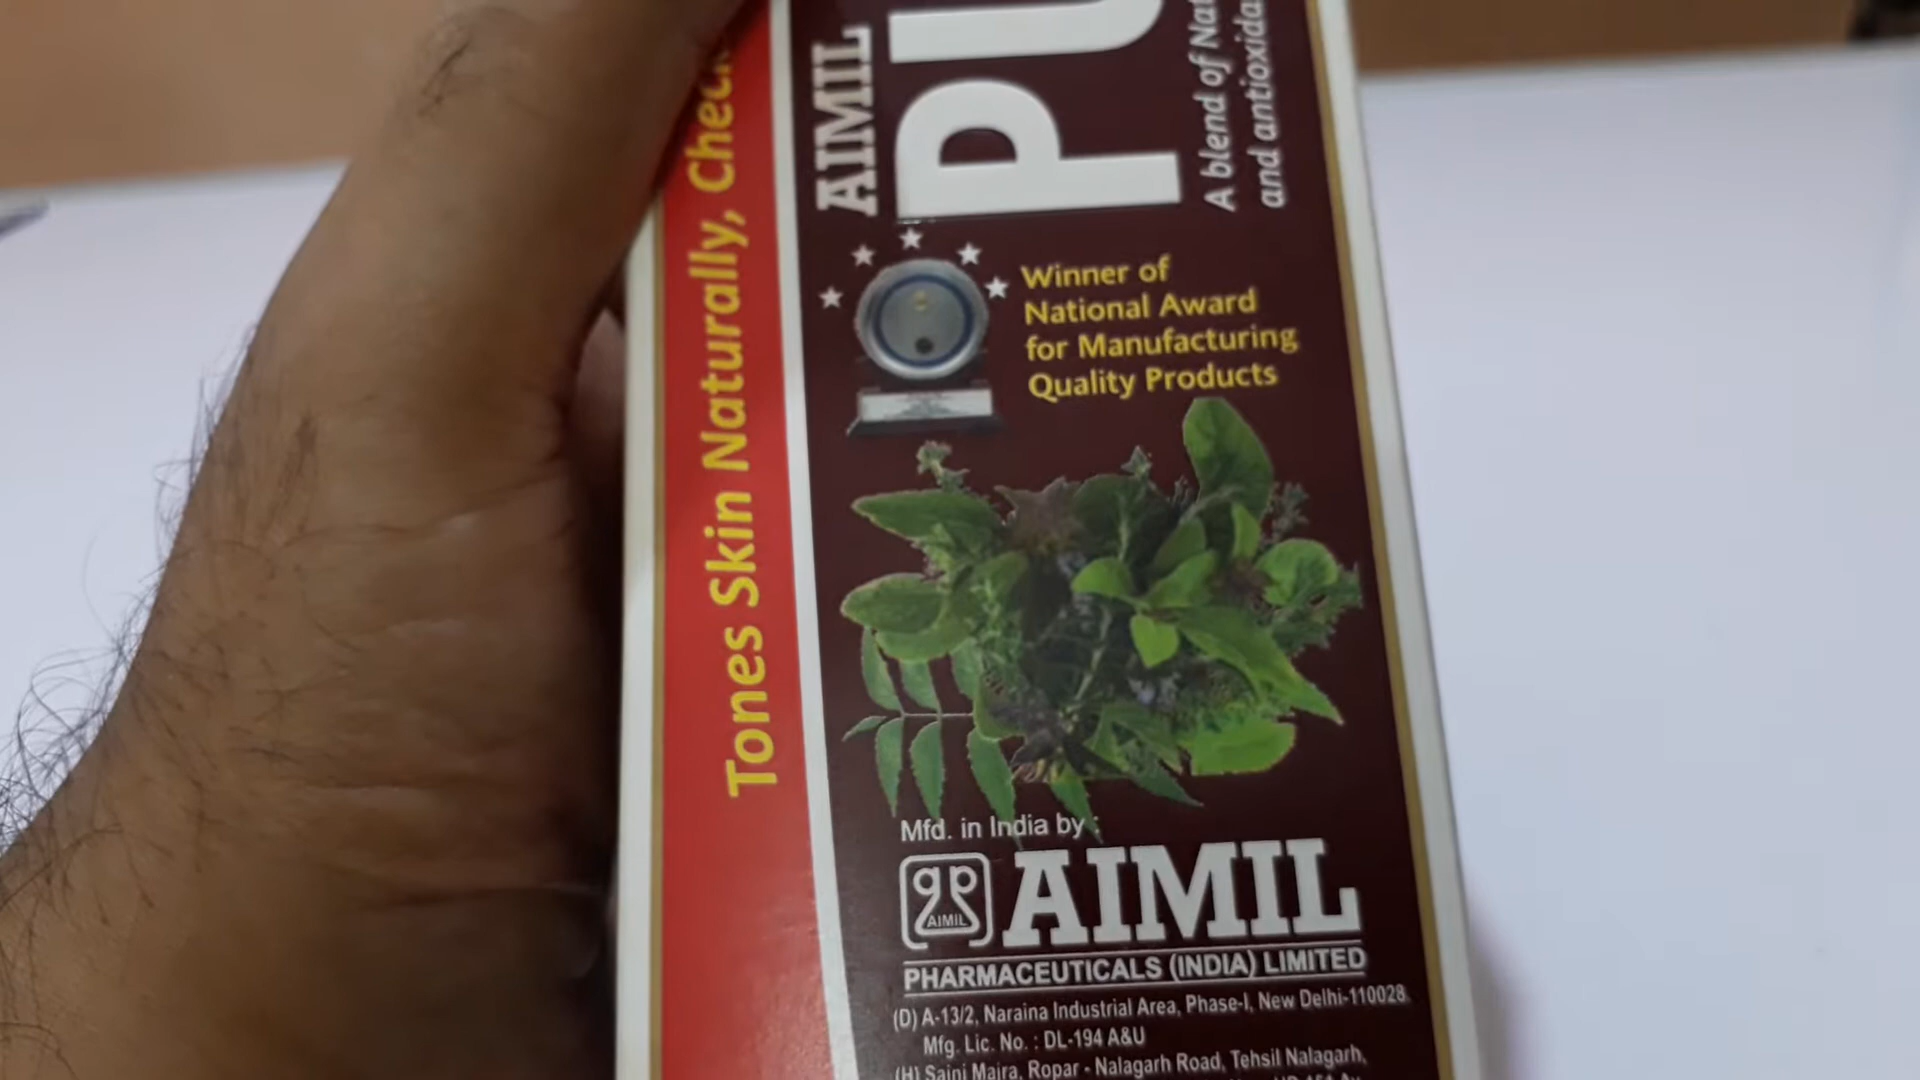 Tones Skin Naturally,
AIMIL
A blend of
and
Winner of
National Award
for Manufacturing
Quality Products
Mfd. in India by :
AIMIL
AIMIL
PHARMACEUTICALS (INDIA) LIMITED
(D) A-13/2, Naraina Industrial Area, Phase-I, New Delhi-110028.
Mfg. Lic. No. : DL-194 A&U
(H) Saini Majra, Ropar - Nalagarh Road, Tehsil Nalagarh,